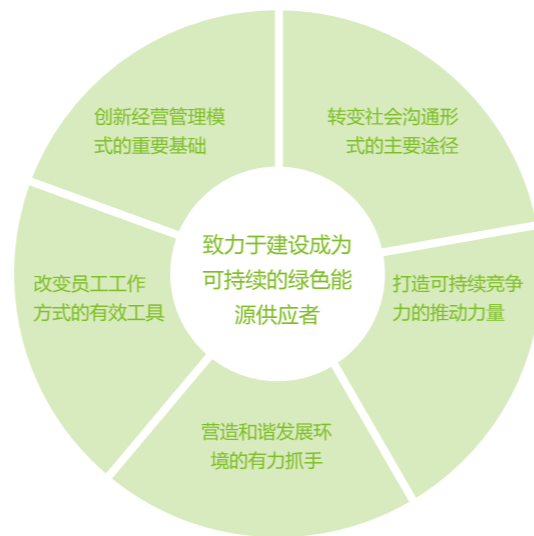 创新经营管理模
式的重要基础
转变社会沟通形
式的主要途径
致力于建设成为
可持续的绿色能
源供应者
改变员工工作
方式的有效工具
打造可持续竞争
力的推动力量
营造和谐发展环
境的有力抓手